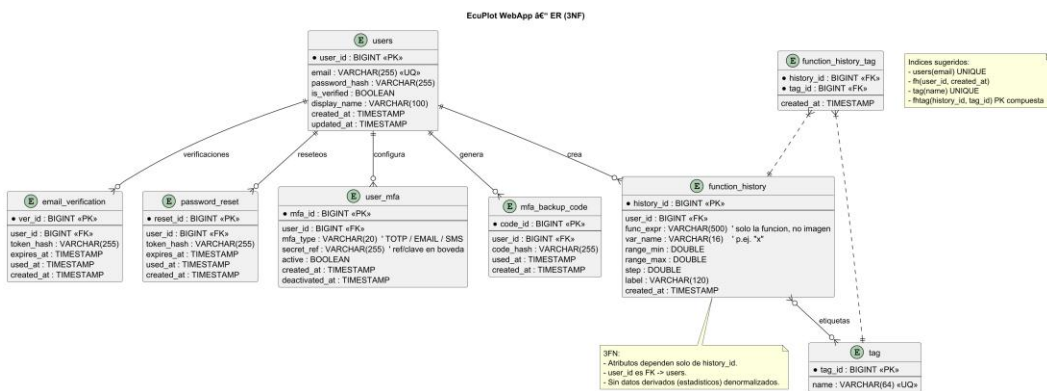 EcuPlot WebApp â€“ ER (3NF)
E users
● user_id : BIGINT «PK»
email : VARCHAR(255) «UQ»
password_hash : VARCHAR(255)
is_verified : BOOLEAN
display_name : VARCHAR(100)
created_at : TIMESTAMP
updated_at : TIMESTAMP
E function_history_tag
● history_id : BIGINT «FK»
● tag_id : BIGINT «FK»
created_at : TIMESTAMP
Indices sugeridos:
- users(email) UNIQUE
- fh(user_id, created_at)
- tag(name) UNIQUE
- fhtag(history_id, tag_id) PK compuesta
verificaciones
reseteos
configura
genera
crea
E email_verification
● ver_id : BIGINT «PK»
user_id : BIGINT «FK»
token_hash : VARCHAR(255)
expires_at : TIMESTAMP
used_at : TIMESTAMP
created_at : TIMESTAMP
E password_reset
● reset_id : BIGINT «PK»
user_id : BIGINT «FK»
token_hash : VARCHAR(255)
expires_at : TIMESTAMP
used_at : TIMESTAMP
created_at : TIMESTAMP
E user_mfa
● mfa_id : BIGINT «PK»
user_id : BIGINT «FK»
mfa_type : VARCHAR(20) ' TOTP / EMAIL / SMS
secret_ref : VARCHAR(255) ' ref/clave en boveda
active : BOOLEAN
created_at : TIMESTAMP
deactivated_at : TIMESTAMP
E mfa_backup_code
● code_id : BIGINT «PK»
user_id : BIGINT «FK»
code_hash : VARCHAR(255)
used_at : TIMESTAMP
created_at : TIMESTAMP
E function_history
● history_id : BIGINT «PK»
user_id : BIGINT «FK»
func_expr : VARCHAR(500) ' solo la funcion, no imagen
var_name : VARCHAR(16) ' p.ej. "x"
range_min : DOUBLE
range_max : DOUBLE
step : DOUBLE
label : VARCHAR(120)
created_at : TIMESTAMP
etiquetas
3FN:
- Atributos dependen solo de history_id.
- user_id es FK -> users.
- Sin datos derivados (estadisticos) denormalizados.
E tag
● tag_id : BIGINT «PK»
name : VARCHAR(64) «UQ»